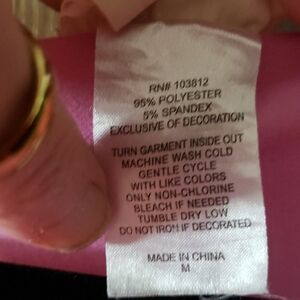 RN# 103812
95% POLYESTER
5% SPANDEX
EXCLUSIVE OF DECORATION
TURN GARMENT INSIDE OUT
MACHINE WASH COLD
GENTLE CYCLE
WITH LIKE COLORS
ONLY NON-CHLORINE
BLEACH IF NEEDED
TUMBLE DRY LOW
DO NOT IRON IF DECORATED
MADE IN CHINA
M